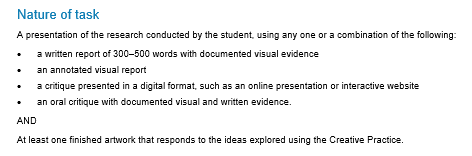 Nature of task
A presentation of the research conducted by the student, using any one or a combination of the following:
• a written report of 300–500 words with documented visual evidence
• an annotated visual report
• a critique presented in a digital format, such as an online presentation or interactive website
• an oral critique with documented visual and written evidence.
AND
At least one finished artwork that responds to the ideas explored using the Creative Practice.